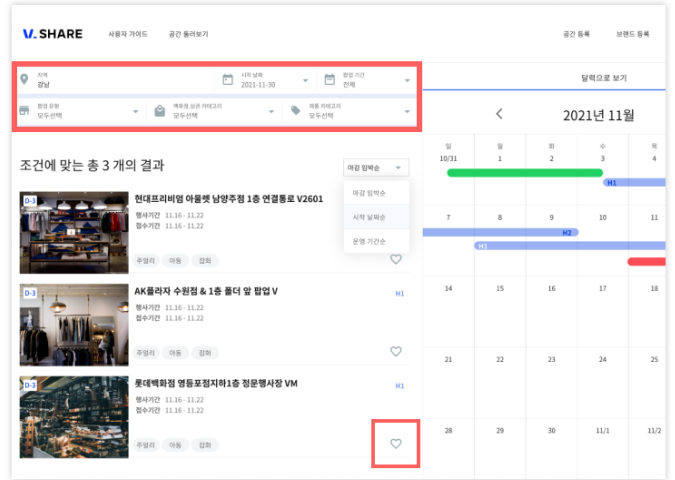 V. SHARE 사용자 가이드 공간 둘러보기 공간 등록 브랜드 등록
지역
강남
시작 날짜
2021-11-30
팝업 기간
전체
팝업 유형
모두선택
백화점,상권 카테고리
모두선택
제품 카테고리
모두선택
조건에 맞는 총 3 개의 결과
마감 임박순
마감 임박순
시작 날짜순
운영 기간순
D-3
현대프리비엄 아울렛 남양주점 1층 연결통로 V2601
행사기간 11.16 - 11.22
접수기간 11.16 - 11.22
주얼리 아동 잡화
D-3
AK플라자 수원점 & 1층 폴더 앞 팝업 V
H1
행사기간 11.16 - 11.22
접수기간 11.16 - 11.22
주얼리 아동 잡화
D-3
롯데백화점 영등포점지하1층 정문행사장 VM
H1
행사기간 11.16 - 11.22
접수기간 11.16 - 11.22
주얼리 아동 잡화
달력으로 보기
2021년 11월
일 월 화 수 목
10/31 1 2 3 4
H1
7 8 9 10 11
H2
H1
14 15 16 17 18
21 22 23 24 25
28 29 30 11/1 11/2